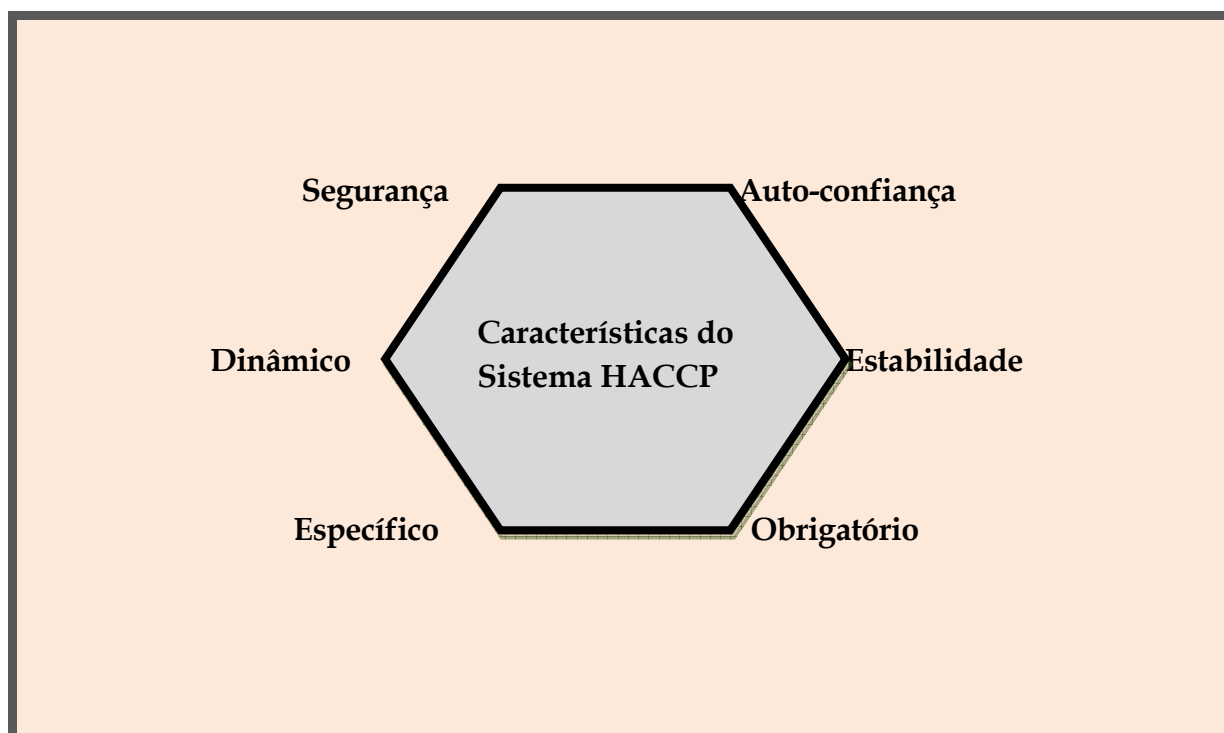 Segurança
Auto-confiança
Características do
Sistema HACCP
Dinâmico
Estabilidade
Específico
Obrigatório